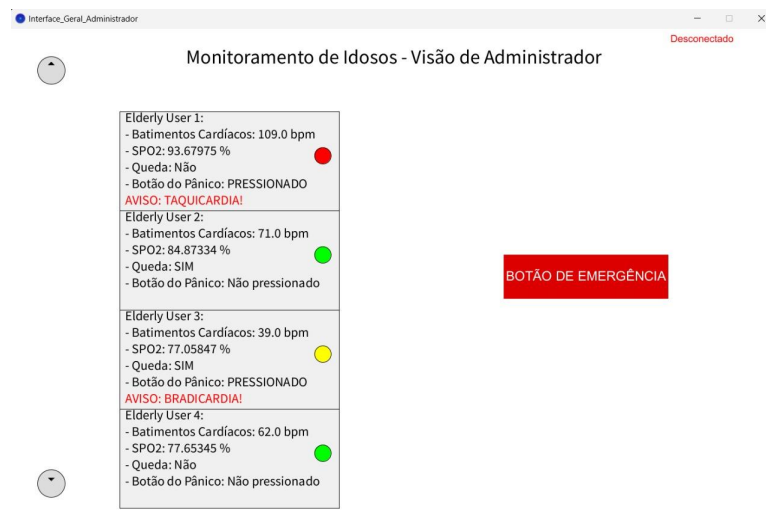 Interface_Geral_Administrador
Desconectado
Monitoramento de Idosos - Visão de Administrador
Elderly User 1:
- Batimentos Cardíacos: 109.0 bpm
- SPO2: 93.67975 %
- Queda: Não
- Botão do Pânico: PRESSIONADO
AVISO: TAQUICARDIA!
Elderly User 2:
- Batimentos Cardíacos: 71.0 bpm
- SPO2: 84.87334 %
- Queda: SIM
- Botão do Pânico: Não pressionado
Elderly User 3:
- Batimentos Cardíacos: 39.0 bpm
- SPO2: 77.05847 %
- Queda: SIM
- Botão do Pânico: PRESSIONADO
AVISO: BRADICARDIA!
Elderly User 4:
- Batimentos Cardíacos: 62.0 bpm
- SPO2: 77.65345 %
- Queda: Não
- Botão do Pânico: Não pressionado
BOTÃO DE EMERGÊNCIA